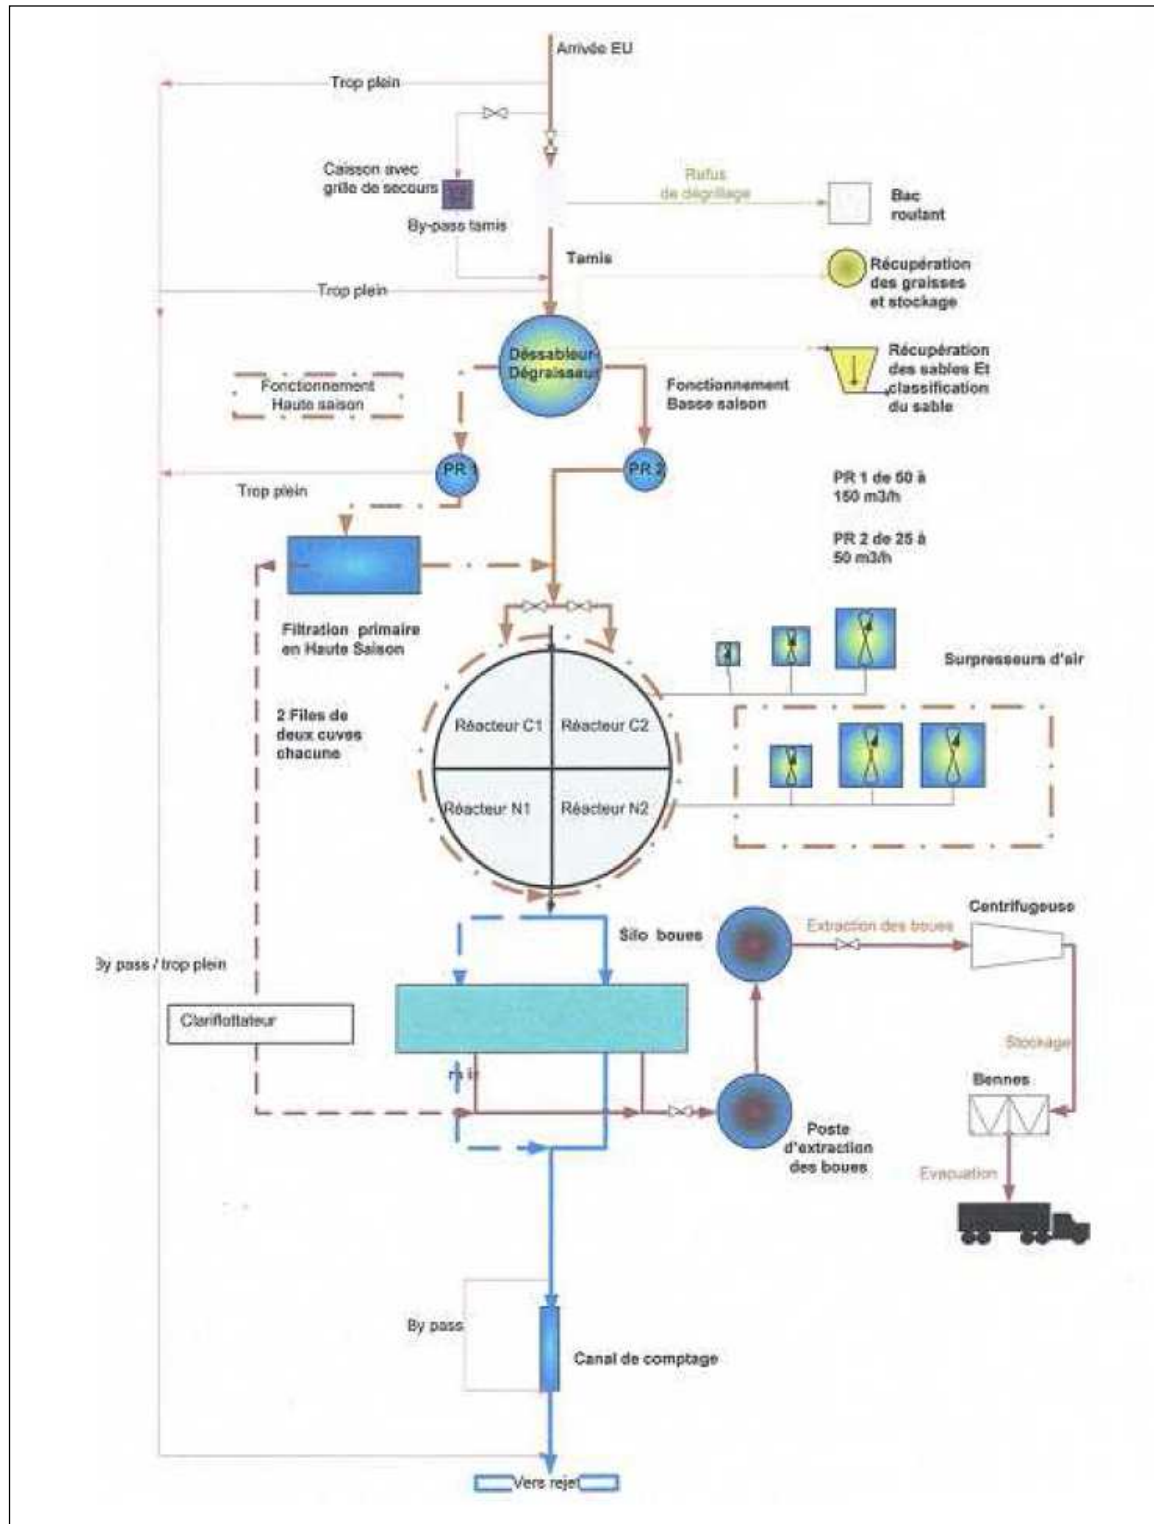 Arrivée EU
Trop plein
Caisson avec
grille de secours
By-pass tamis
Refus
de dégrillage
Bac
roulant
Tamis
Récupération
des graisses
et stockage
Trop plein
Déssableur-
Dégraisseur
Récupération
des sables Et
classification
du sable
Fonctionnement
Haute saison
Fonctionnement
Basse saison
PR 1
PR 2
Trop plein
PR 1 de 50 à
150 m3/h
PR 2 de 25 à
50 m3/h
Filtration primaire
en Haute Saison
Surpresseurs d'air
2 Files de
deux cuves
chacune
Réacteur C1
Réacteur C2
Réacteur N1
Réacteur N2
Centrifugeuse
Silo boues
Extraction des boues
By pass / trop plein
Clariflottateur
Stockage
Bennes
Poste
d'extraction
des boues
Evacuation
By pass
Canal de comptage
Vers rejet